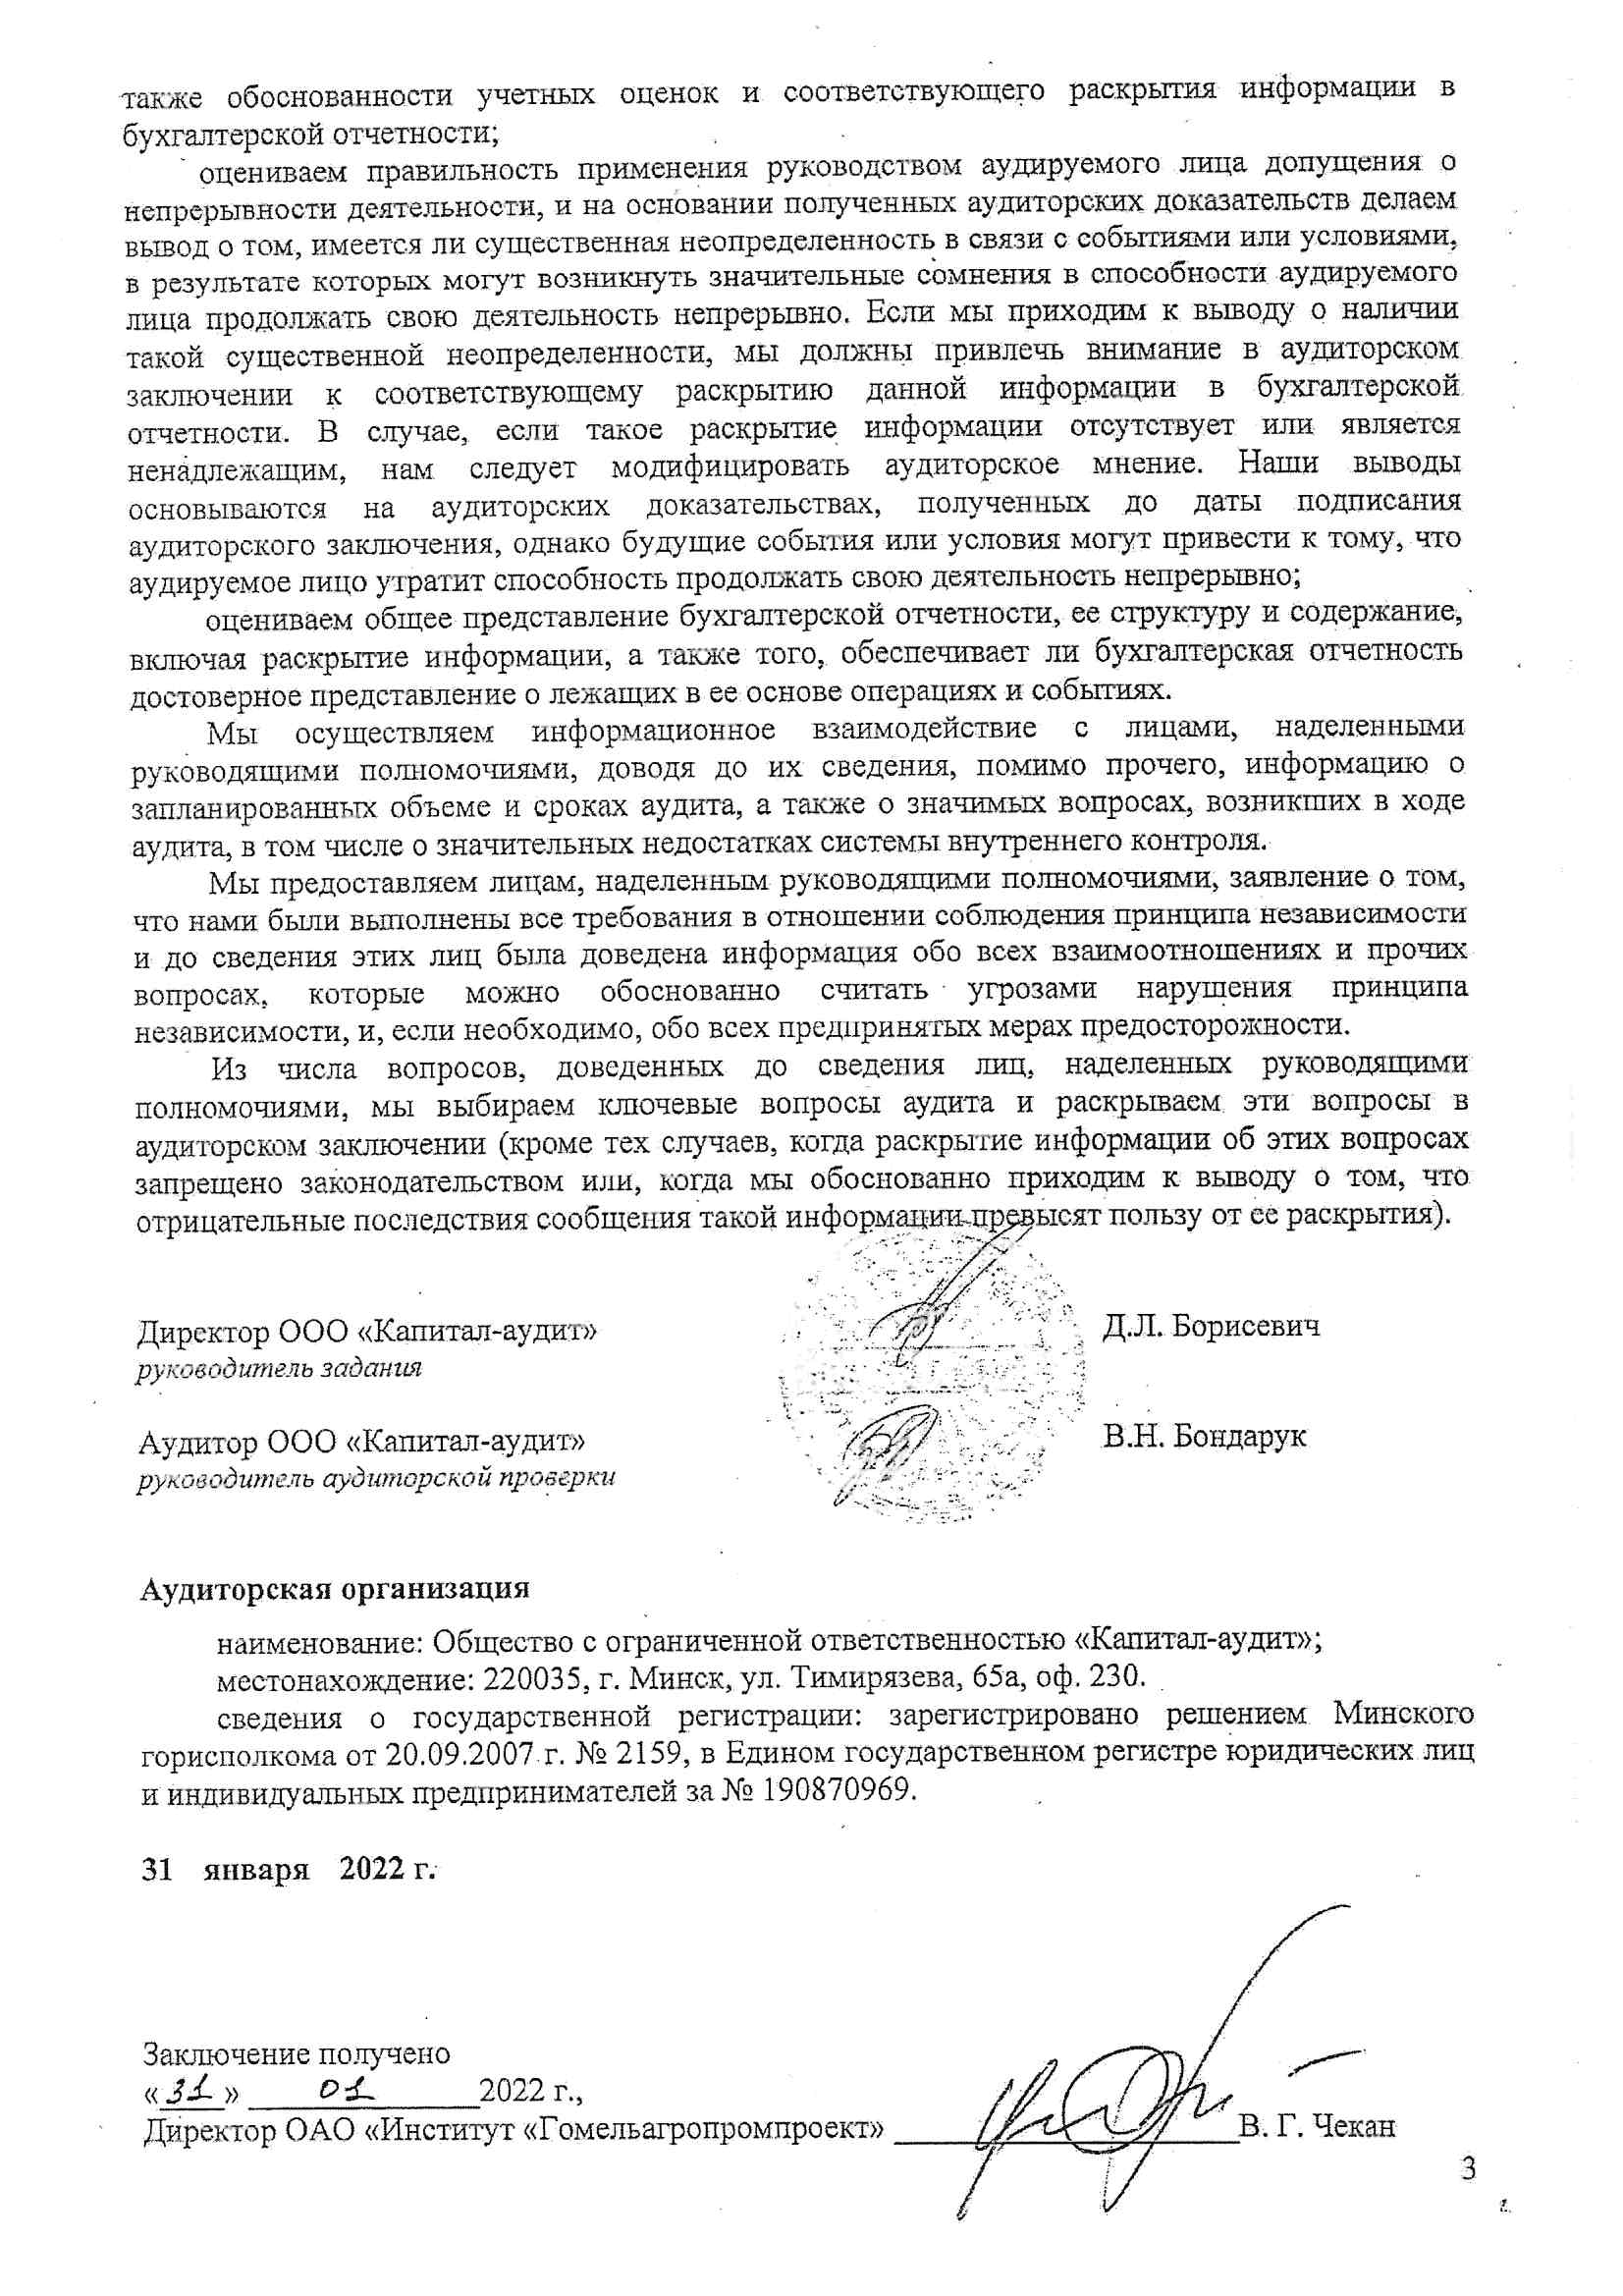 также обоснованности учетных оценок и соответствующего раскрытия информации в
бухгалтерской отчетности;
оцениваем правильность применения руководством аудируемого лица допущения о
непрерывности деятельности, и на основании полученных аудиторских доказательств делаем
вывод о том, имеется ли существенная неопределенность в связи с событиями или условиями,
в результате которых могут возникнуть значительные сомнения в способности аудируемого
лица продолжать свою деятельность непрерывно. Если мы приходим к выводу о наличии
такой существенной неопределенности, мы должны привлечь внимание в аудиторском
заключении к соответствующему раскрытию данной информации в бухгалтерской
отчетности. В случае, если такое раскрытие информации отсутствует или является
ненадлежащим, нам следует модифицировать аудиторское мнение. Наши выводы
основываются на аудиторских доказательствах, полученных до даты подписания
аудиторского заключения, однако будущие события или условия могут привести к тому, что
аудируемое лицо утратит способность продолжать свою деятельность непрерывно;
оцениваем общее представление бухгалтерской отчетности, ее структуру и содержание,
включая раскрытие информации, а также того, обеспечивает ли бухгалтерская отчетность
достоверное представление о лежащих в ее основе операциях и событиях.
Мы осуществляем информационное взаимодействие с лицами, наделенными
руководящими полномочиями, доводя до их сведения, помимо прочего, информацию о
запланированных объеме и сроках аудита, а также о значимых вопросах, возникших в ходе
аудита, в том числе о значительных недостатках системы внутреннего контроля.
Мы предоставляем лицам, наделенным руководящими полномочиями, заявление о том,
что нами были выполнены все требования в отношении соблюдения принципа независимости
и до сведения этих лиц была доведена информация обо всех взаимоотношениях и прочих
вопросах, которые можно обоснованно считать угрозами нарушения принципа
независимости, и, если необходимо, обо всех предпринятых мерах предосторожности.
Из числа вопросов, доведенных до сведения лиц, наделенных руководящими
полномочиями, мы выбираем ключевые вопросы аудита и раскрываем эти вопросы в
аудиторском заключении (кроме тех случаев, когда раскрытие информации об этих вопросах
запрещено законодательством или, когда мы обоснованно приходим к выводу о том, что
отрицательные последствия сообщения такой информации превысят пользу от ее раскрытия).
Директор ООО «Капитал-аудит» Д.Л. Борисевич
руководитель задания
Аудитор ООО «Капитал-аудит» В.Н. Бондарук
руководитель аудиторской проверки
Аудиторская организация
наименование: Общество с ограниченной ответственностью «Капитал-аудит»;
местонахождение: 220035, г. Минск, ул. Тимирязева, 65а, оф. 230.
сведения о государственной регистрации: зарегистрировано решением Минского
горисполкома от 20.09.2007 г. № 2159, в Едином государственном регистре юридических лиц
и индивидуальных предпринимателей за № 190870969.
31 января 2022 г.
Заключение получено
«31» 01 2022 г.,
Директор ОАО «Институт «Гомельагропромпроект» В. Г. Чекан
3